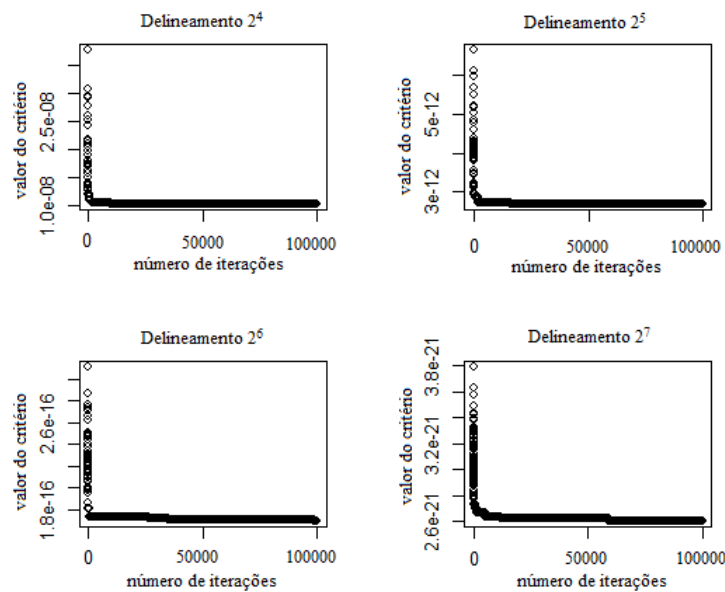 Delineamento 2⁴
valor do critério
1.0e-08 2.5e-08
0 50000 100000
número de iterações
Delineamento 2⁵
valor do critério
3e-12 5e-12
0 50000 100000
número de iterações
Delineamento 2⁶
valor do critério
1.8e-16 2.6e-16
0 50000 100000
número de iterações
Delineamento 2⁷
valor do critério
2.6e-21 3.2e-21 3.8e-21
0 50000 100000
número de iterações